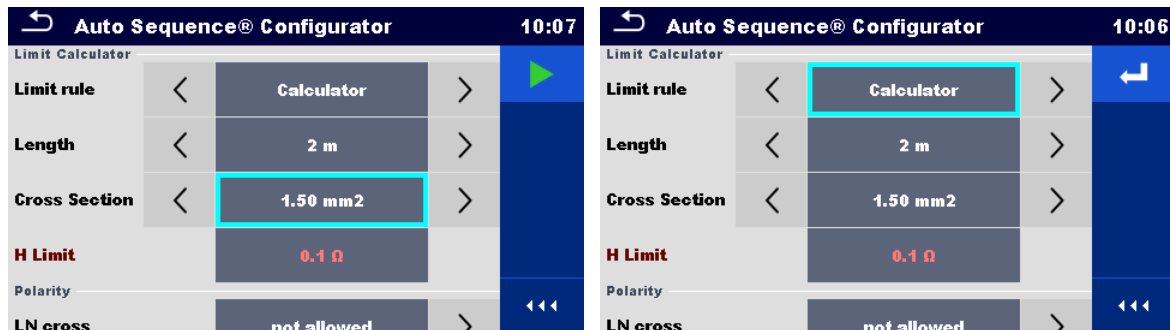 Auto Sequence® Configurator 10:07
Limit Calculator
Limit rule Calculator
Length 2 m
Cross Section 1.50 mm2
H Limit 0.1 Ω
Polarity
LN cross not allowed
Auto Sequence® Configurator 10:06
Limit Calculator
Limit rule Calculator
Length 2 m
Cross Section 1.50 mm2
H Limit 0.1 Ω
Polarity
LN cross not allowed